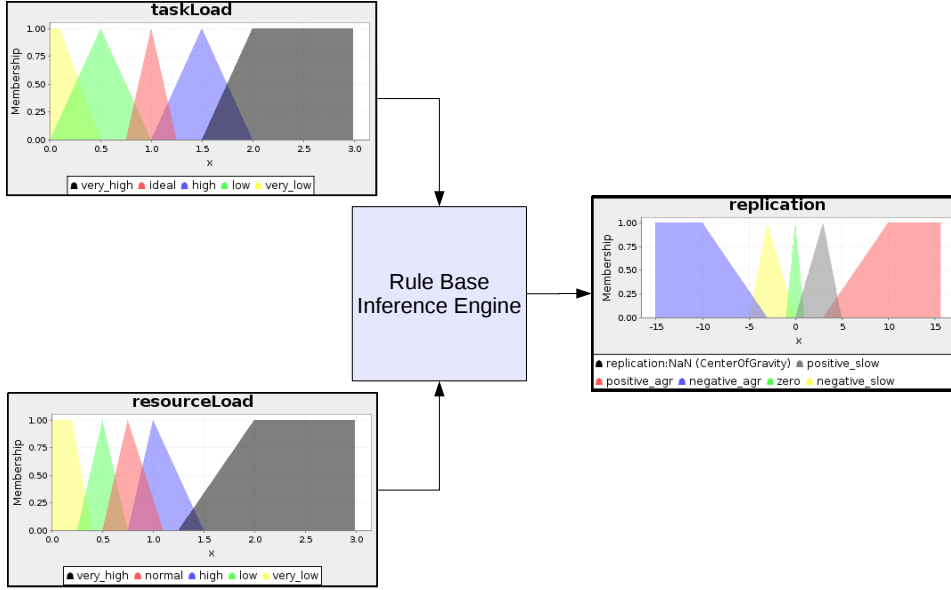 taskLoad
1.00
0.75
0.50
0.25
0.00
Membership
0.0 0.5 1.0 1.5 2.0 2.5 3.0
x
very_high ideal high low very_low
Rule Base
Inference Engine
replication
1.00
0.75
0.50
0.25
0.00
Membership
-15 -10 -5 0 5 10 15
x
replication:NaN (CenterOfGravity) positive_slow
positive_agr negative_agr zero negative_slow
resourceLoad
1.00
0.75
0.50
0.25
0.00
Membership
0.0 0.5 1.0 1.5 2.0 2.5 3.0
x
very_high normal high low very_low